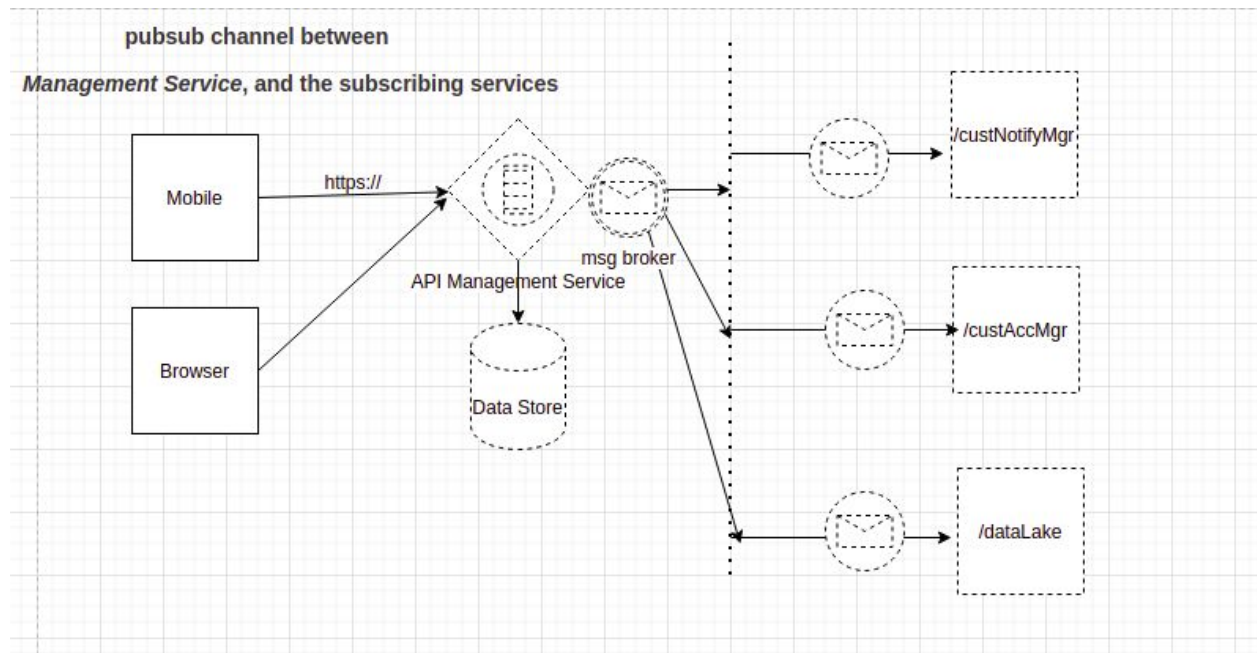 pubsub channel between
Management Service, and the subscribing services
Mobile
https://
msg broker
API Management Service
Browser
Data Store
/custNotifyMgr
/custAccMgr
/dataLake